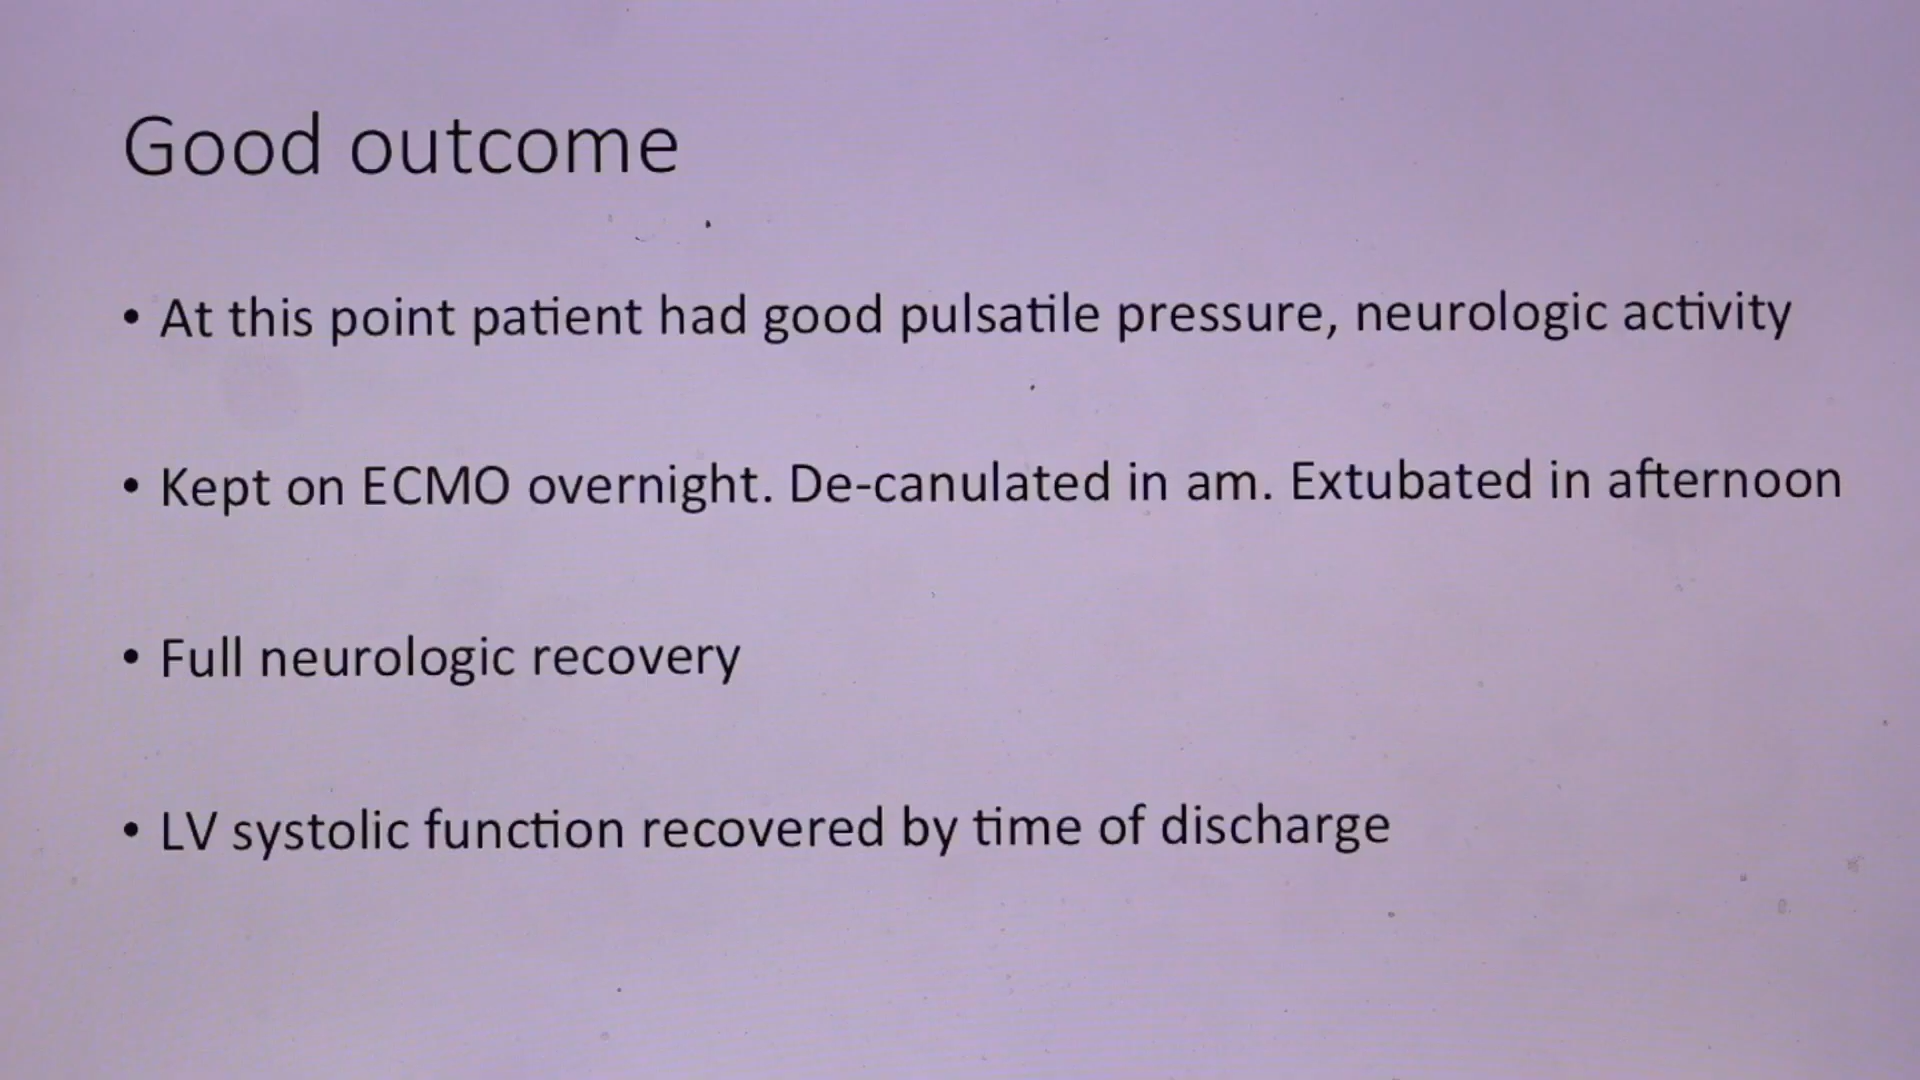 Good outcome
• At this point patient had good pulsatile pressure, neurologic activity
• Kept on ECMO overnight. De-canulated in am. Extubated in afternoon
• Full neurologic recovery
• LV systolic function recovered by time of discharge